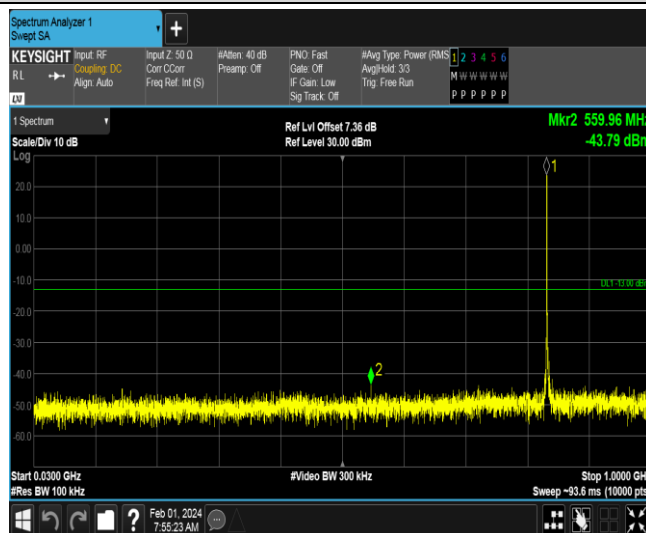 Spectrum Analyzer 1
Swept SA
+
KEYSIGHT
RL
LXI
Input: RF
Coupling: DC
Align: Auto
Input Z: 50 Ω
Corr CCorr
Freq Ref: Int (S)
#Atten: 40 dB
Preamp: Off
PNO: Fast
Gate: Off
IF Gain: Low
Sig Track: Off
#Avg Type: Power (RMS
Avg|Hold: 3/3
Trig: Free Run
1 2 3 4 5 6
M W W W W W
P P P P P P
1 Spectrum
Scale/Div 10 dB
Log
Ref Lvl Offset 7.36 dB
Ref Level 30.00 dBm
Mkr2 559.96 MHz
-43.79 dBm
1
20.0
10.0
0.00
-10.0
DL1 -13.00 dBm
-20.0
-30.0
-40.0
2
-50.0
-60.0
Start 0.0300 GHz
#Res BW 100 kHz
#Video BW 300 kHz
Stop 1.0000 GHz
Sweep ~93.6 ms (10000 pts
?
Feb 01, 2024
7:55:23 AM